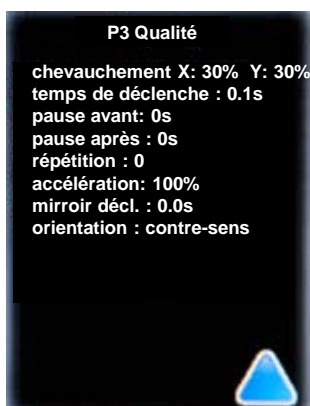 P3 Qualité
chevauchement X: 30% Y: 30%
temps de déclenche : 0.1s
pause avant: 0s
pause après : 0s
répétition : 0
accélération: 100%
mirroir décl. : 0.0s
orientation : contre-sens